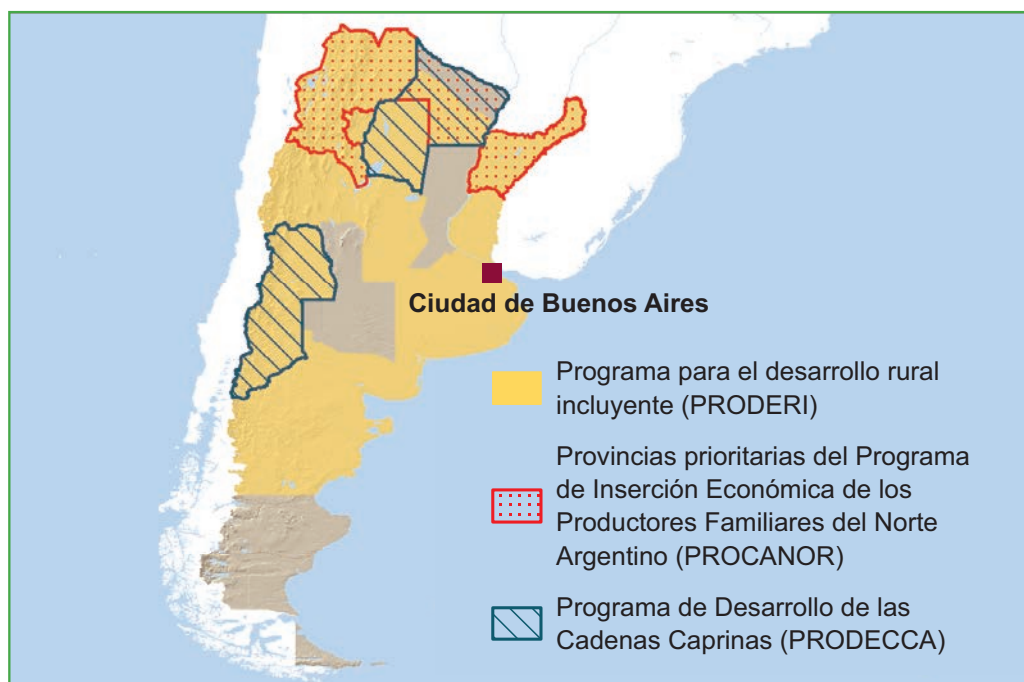 Ciudad de Buenos Aires
Programa para el desarrollo rural
incluyente (PRODERI)
Provincias prioritarias del Programa
de Inserción Económica de los
Productores Familiares del Norte
Argentino (PROCANOR)
Programa de Desarrollo de las
Cadenas Caprinas (PRODECCA)